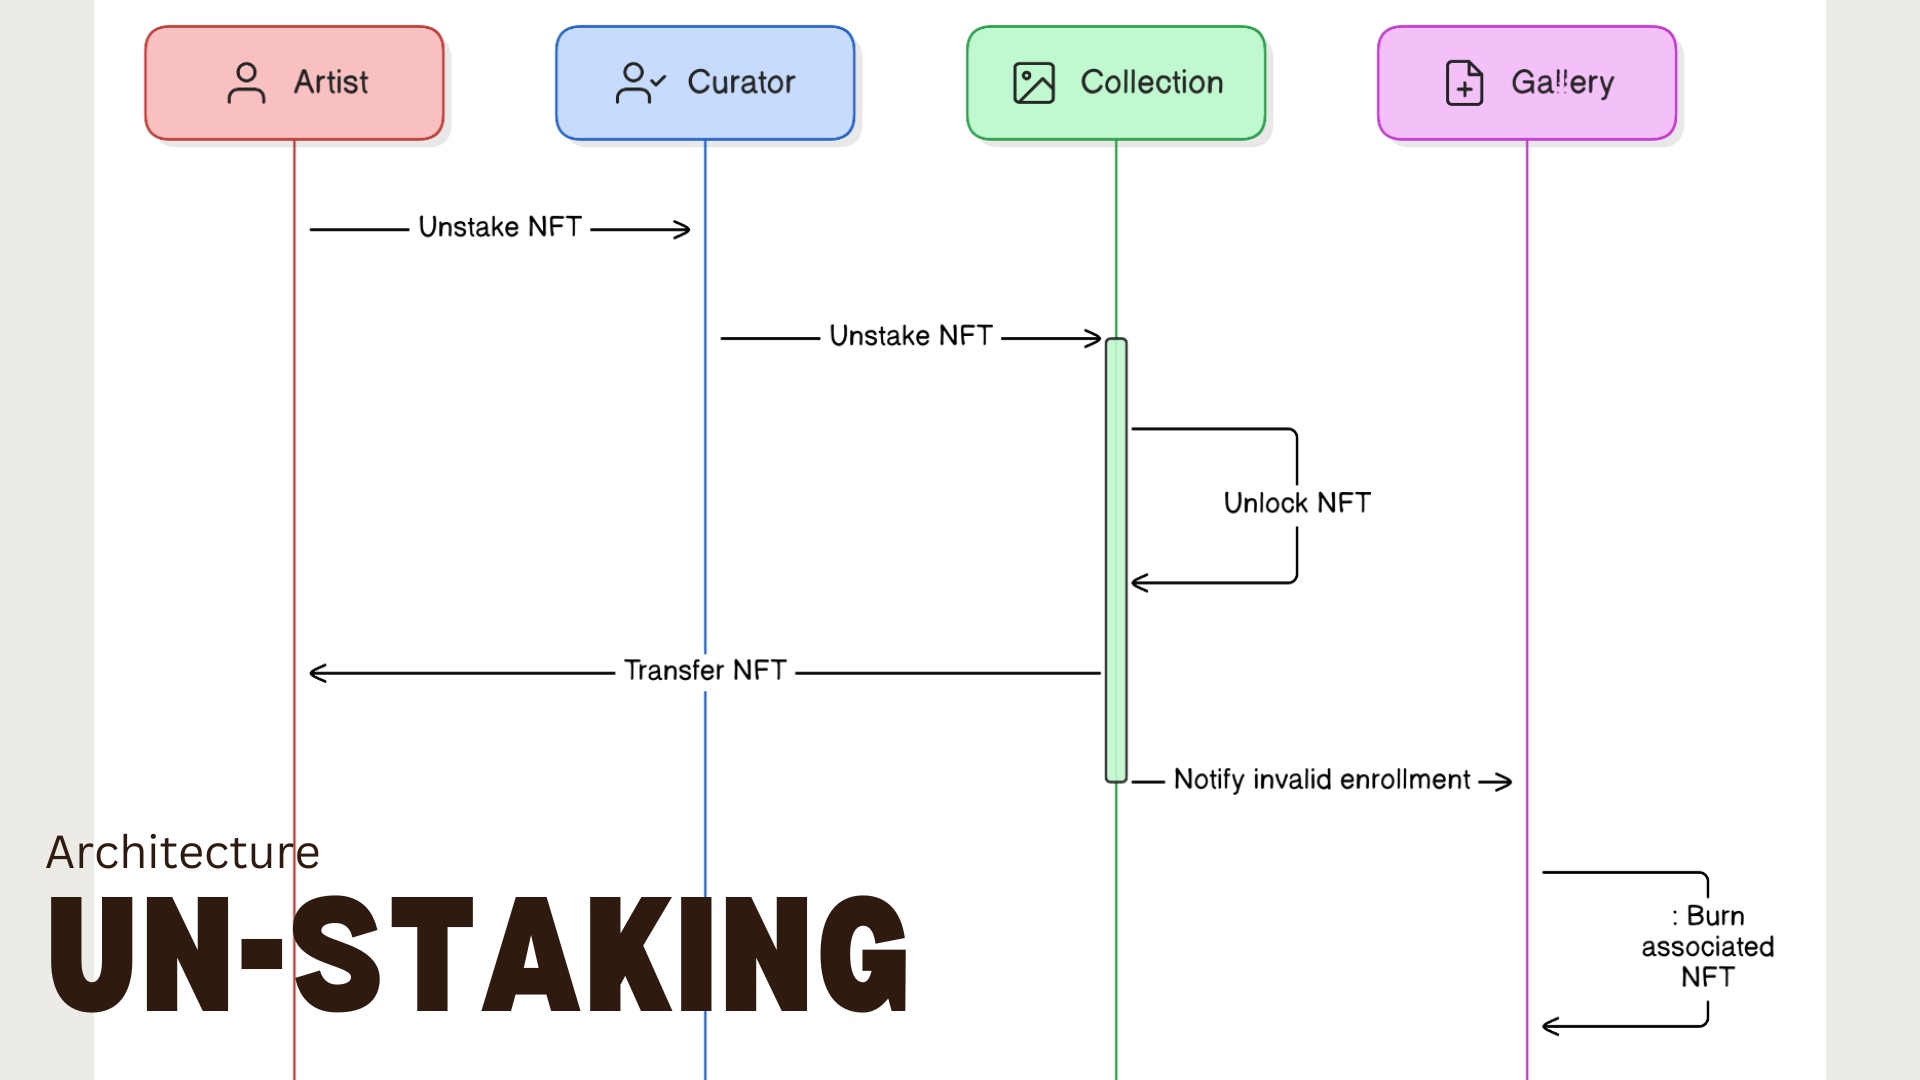 Artist
Curator
Collection
Gallery
Unstake NFT
Unstake NFT
Unlock NFT
Transfer NFT
Notify invalid enrollment
: Burn
associated
NFT
Architecture
UN-STAKING